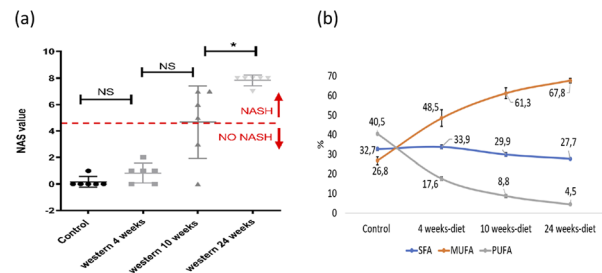 (a)
NAS value
10
8
6
4
2
0
-2
NS
NS
*
NASH
NO NASH
Control
western 4 weeks
western 10 weeks
western 24 weeks
(b)
%
70
60
50
40
30
20
10
0
40,5
32,7
26,8
48,5
33,9
17,6
61,3
29,9
8,8
67,8
27,7
4,5
Control 4 weeks-diet 10 weeks-diet 24 weeks-diet
SFA MUFA PUFA